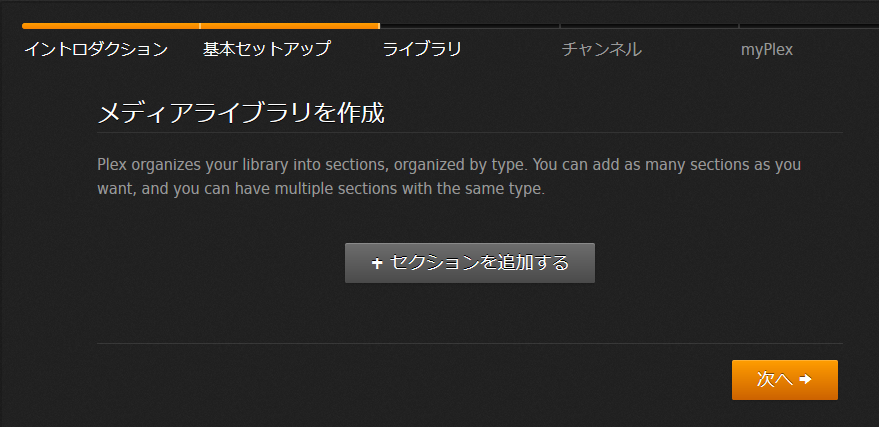 イントロダクション 基本セットアップ ライブラリ チャンネル myPlex
メディアライブラリを作成
Plex organizes your library into sections, organized by type. You can add as many sections as you
want, and you can have multiple sections with the same type.
+ セクションを追加する
次へ